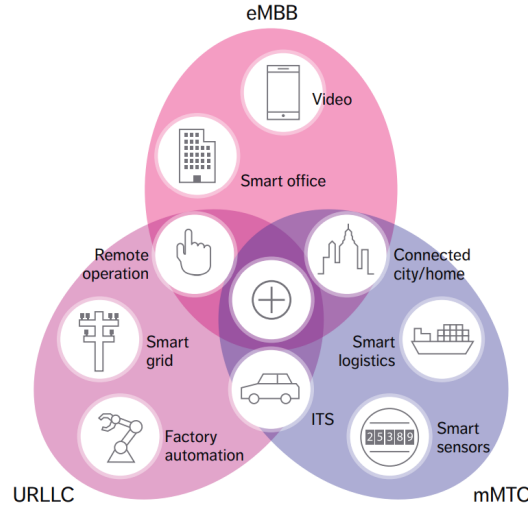 eMBB
Video
Smart office
Remote
operation
Connected
city/home
Smart
grid
Smart
logistics
ITS
Factory
automation
25389
Smart
sensors
URLLC
mMTC